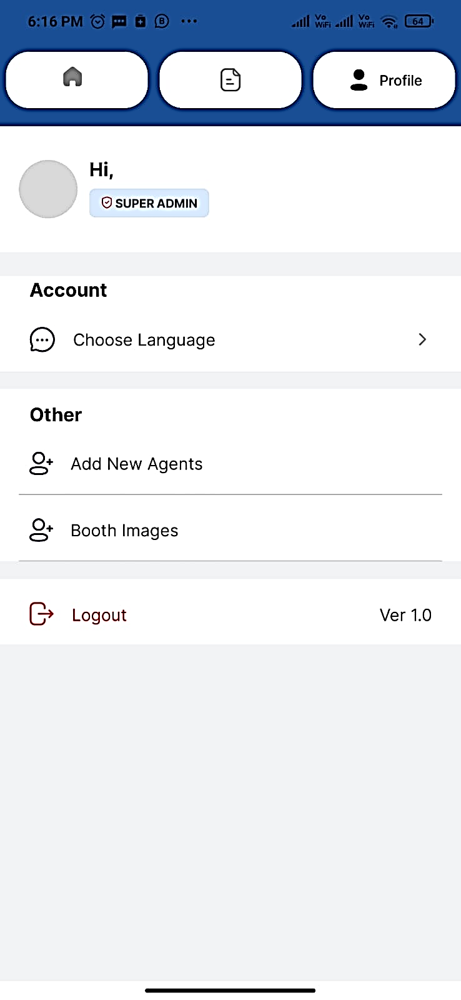 6:16 PM B ... Vo WiFi Vo WiFi 64
Profile
Hi,
SUPER ADMIN
Account
Choose Language
Other
Add New Agents
Booth Images
Logout Ver 1.0